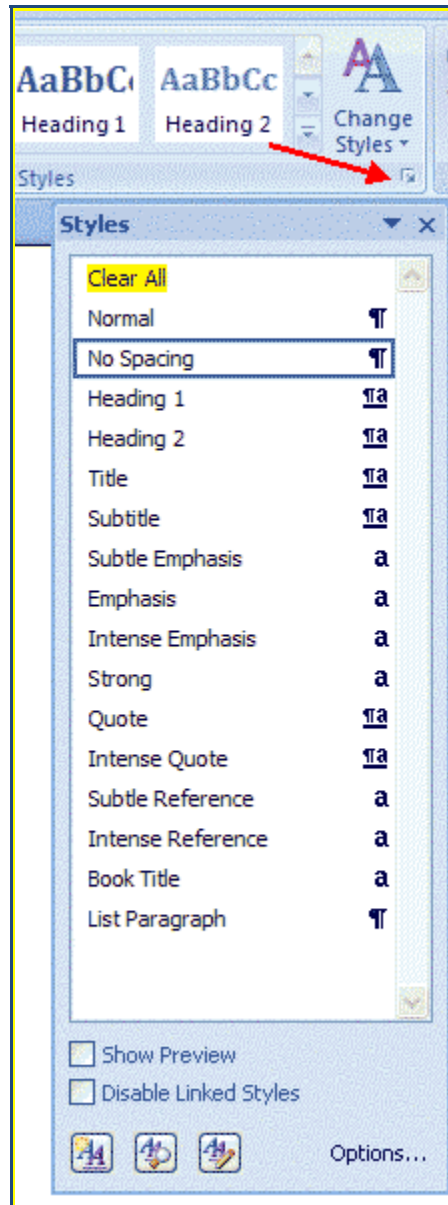 AaBbC
AaBbCc
Heading 1
Heading 2
Change
Styles
Styles
Styles
Clear All
Normal ¶
No Spacing ¶
Heading 1 ¶a
Heading 2 ¶a
Title ¶a
Subtitle ¶a
Subtle Emphasis a
Emphasis a
Intense Emphasis a
Strong a
Quote ¶a
Intense Quote ¶a
Subtle Reference a
Intense Reference a
Book Title a
List Paragraph ¶
Show Preview
Disable Linked Styles
Options...